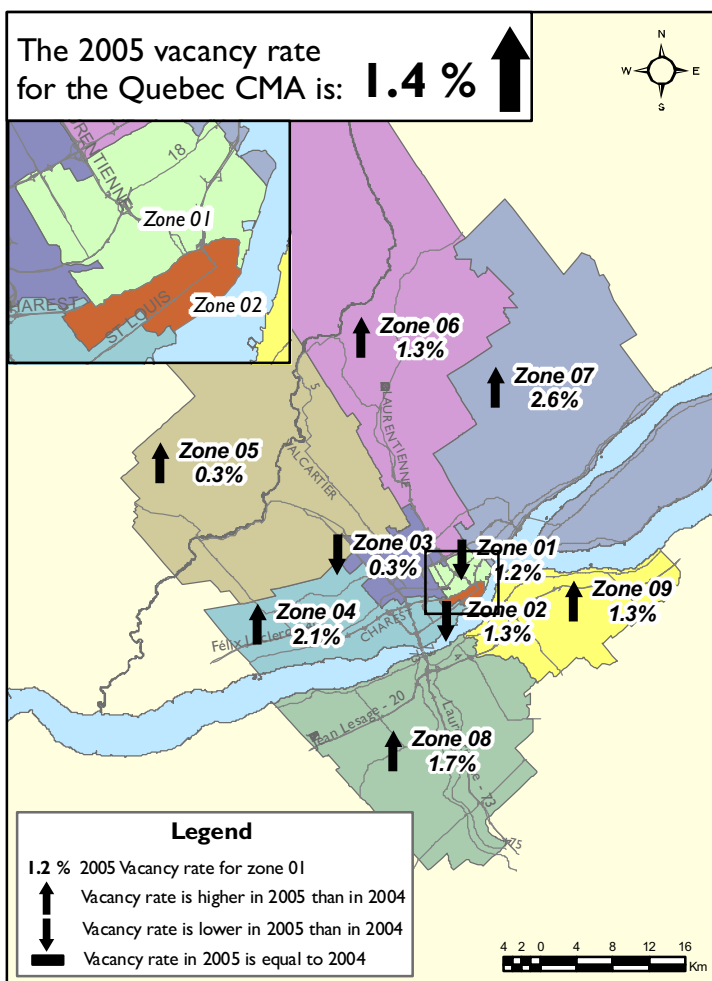 The 2005 vacancy rate
for the Quebec CMA is: 1.4 %
N
W E
S
18
Zone 01
Zone 02
ST LOUIS
Zone 06
1.3%
Zone 07
2.6%
LAURENTIENNE
Zone 05
0.3%
5
Zone 03
0.3%
Zone 01
1.2%
Zone 04
2.1%
CHAREST
Zone 02
1.3%
Zone 09
1.3%
Jean Lesage - 20
Zone 08
1.7%
Legend
1.2 % 2005 Vacancy rate for zone 01
Vacancy rate is higher in 2005 than in 2004
Vacancy rate is lower in 2005 than in 2004
Vacancy rate in 2005 is equal to 2004
4 2 0 4 8 12 16
Km